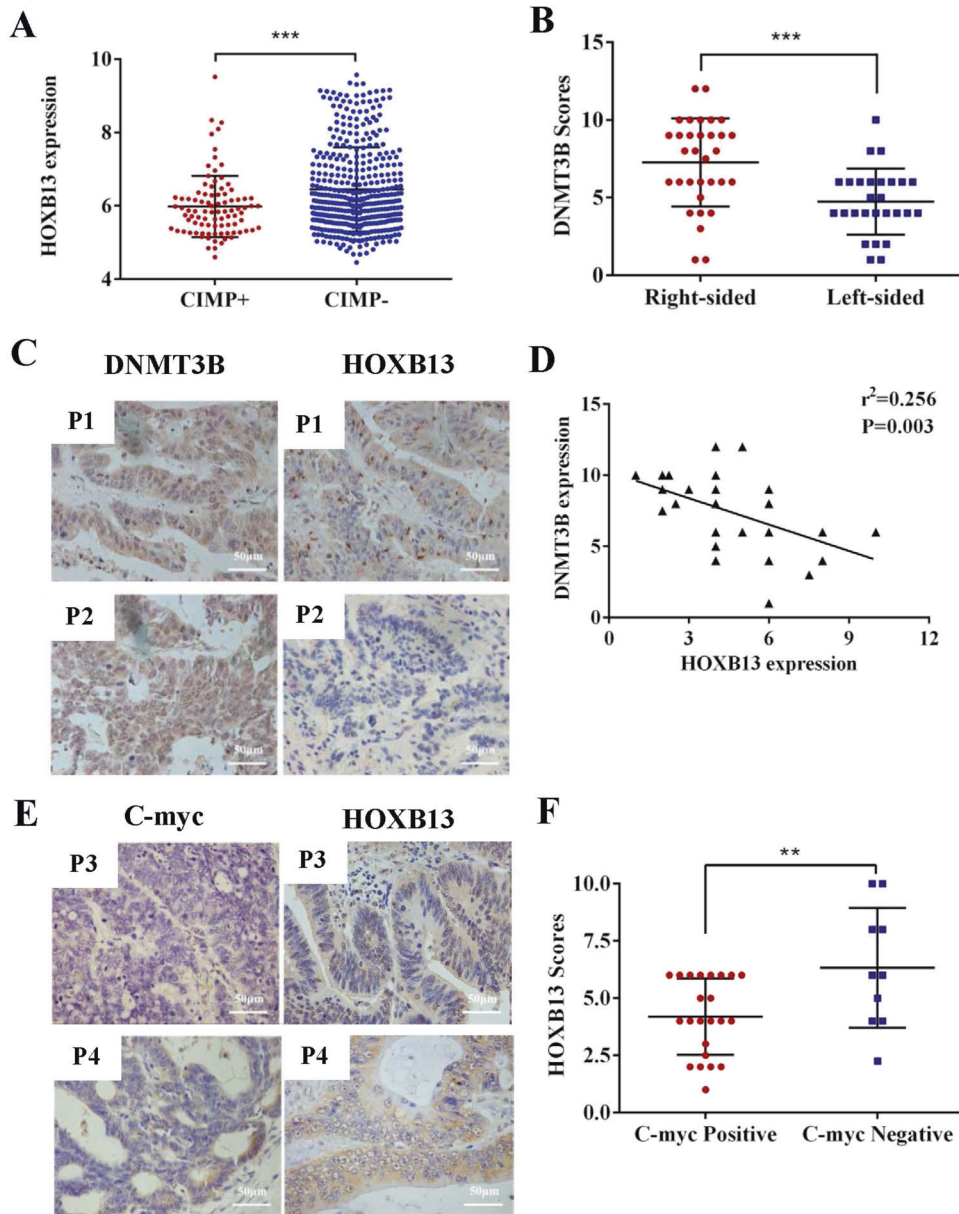 A
***
HOXB13 expression
10
8
6
4
CIMP+ CIMP-
B
***
DNMT3B Scores
15
10
5
0
Right-sided Left-sided
C
DNMT3B HOXB13
P1 P1
50μm 50μm
P2 P2
50μm 50μm
D
r²=0.256
P=0.003
DNMT3B expression
15
10
5
0
0 3 6 9 12
HOXB13 expression
E
C-myc HOXB13
P3 P3
50μm 50μm
P4 P4
50μm 50μm
F
**
HOXB13 Scores
10.0
7.5
5.0
2.5
0.0
C-myc Positive C-myc Negative